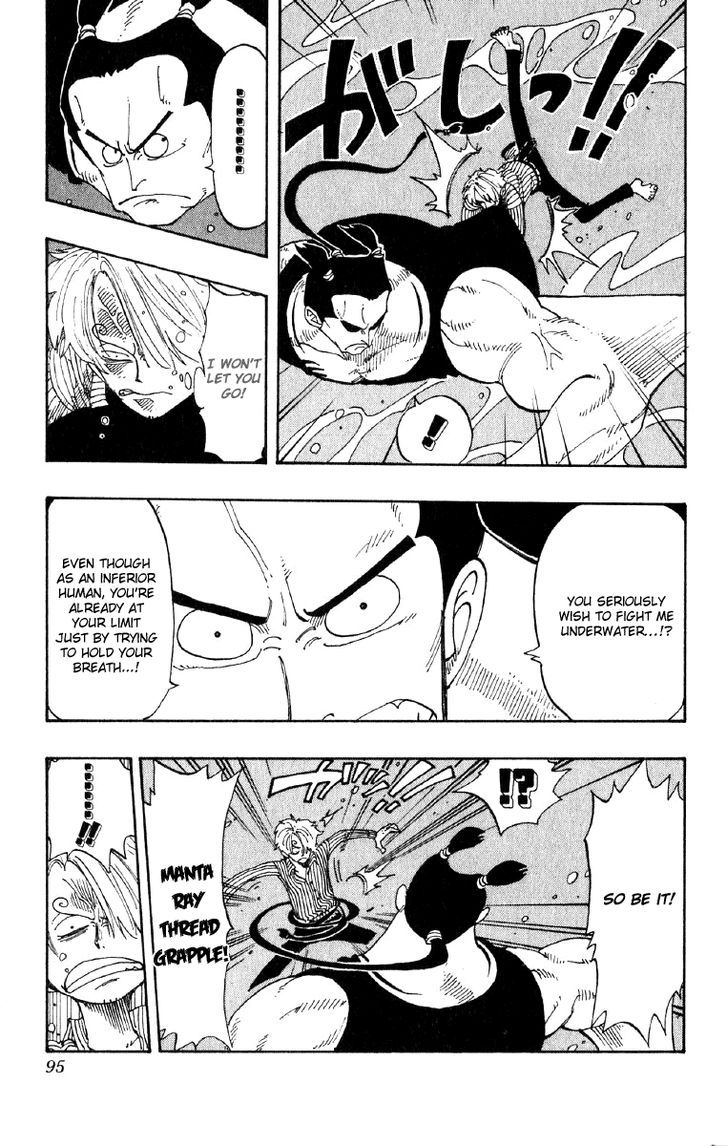 がしっ!!
!
.......
I WON'T
LET YOU
GO!
YOU SERIOUSLY
WISH TO FIGHT ME
UNDERWATER...!?
EVEN THOUGH
AS AN INFERIOR
HUMAN, YOU'RE
ALREADY AT
YOUR LIMIT
JUST BY TRYING
TO HOLD YOUR
BREATH...!
SO BE IT!
!?
MANTA
RAY
THREAD
GRAPPLE!
......!!
95